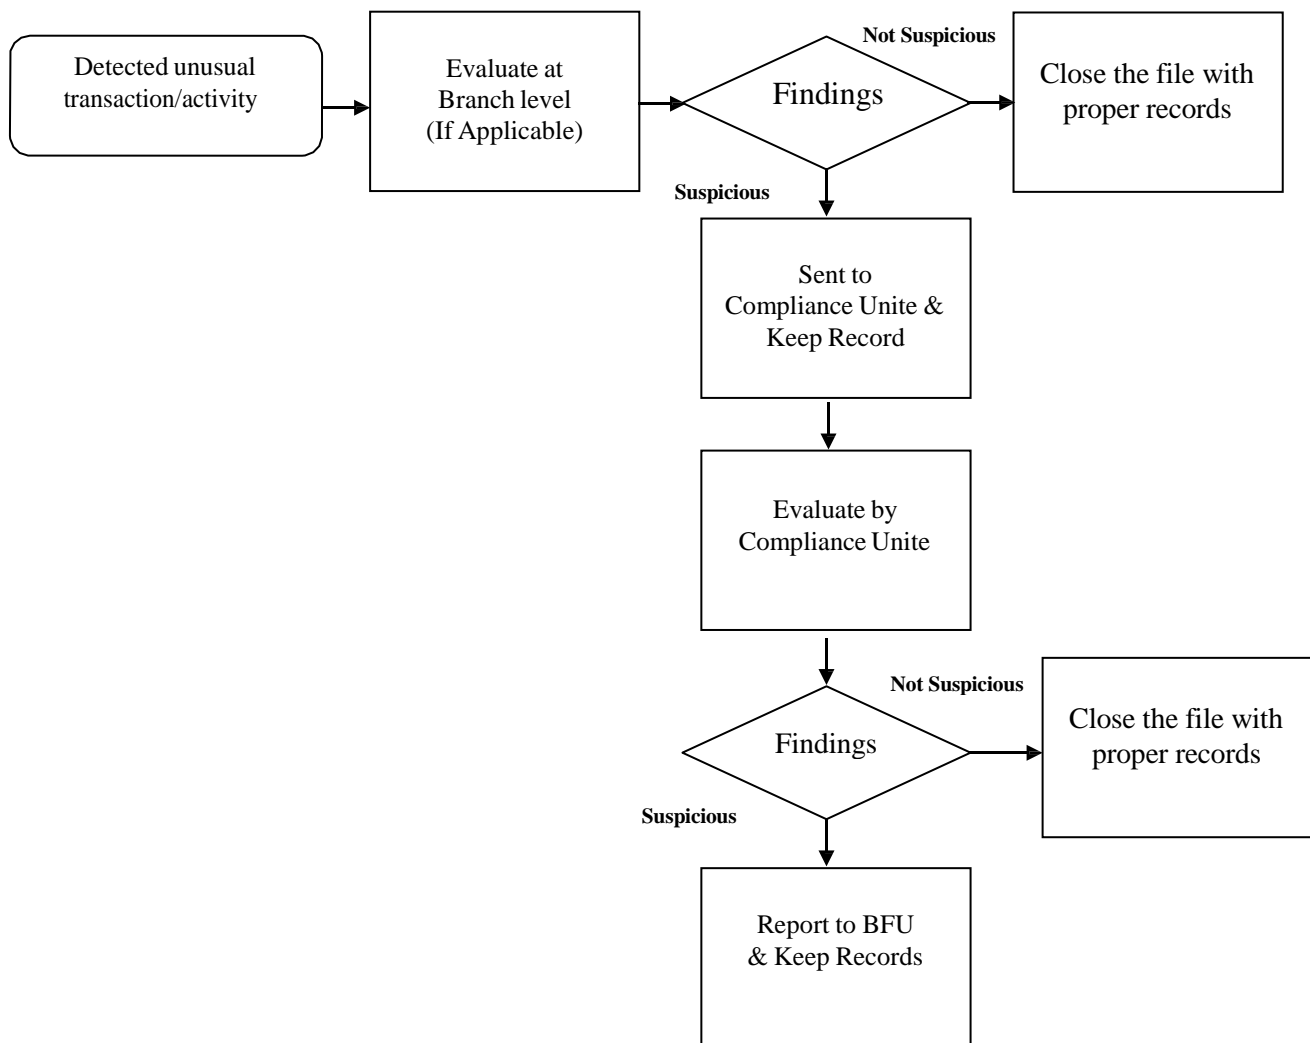 Detected unusual
transaction/activity
Evaluate at
Branch level
(If Applicable)
Findings
Not Suspicious
Close the file with
proper records
Suspicious
Sent to
Compliance Unite &
Keep Record
Evaluate by
Compliance Unite
Findings
Not Suspicious
Close the file with
proper records
Suspicious
Report to BFU
& Keep Records